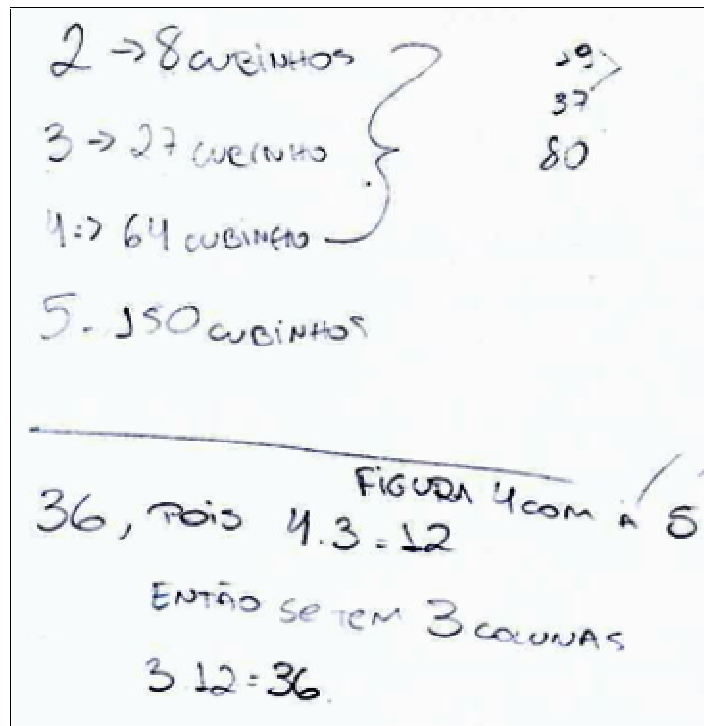 2 → 8 CUBINHOS
3 → 27 CUBINHO
4 → 64 CUBINHO
5 - 150 CUBINHOS
19
37
80
FIGURA 4 COM A 5
36, POIS 4.3 = 12
ENTÃO SE TEM 3 COLUNAS
3.12 = 36.